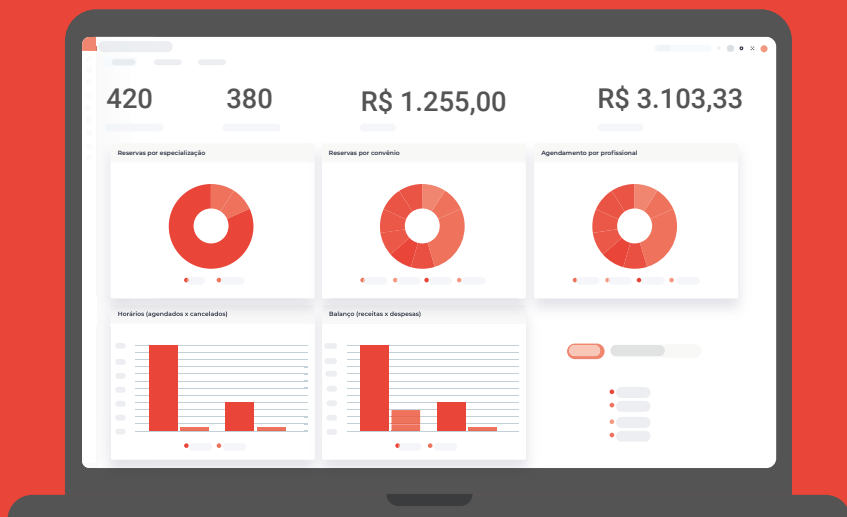 420
380
R$ 1.255,00
R$ 3.103,33
Reservas por especialização
Reservas por convênio
Agendamento por profissional
Horários (agendados x cancelados)
Balanço (receitas x despesas)